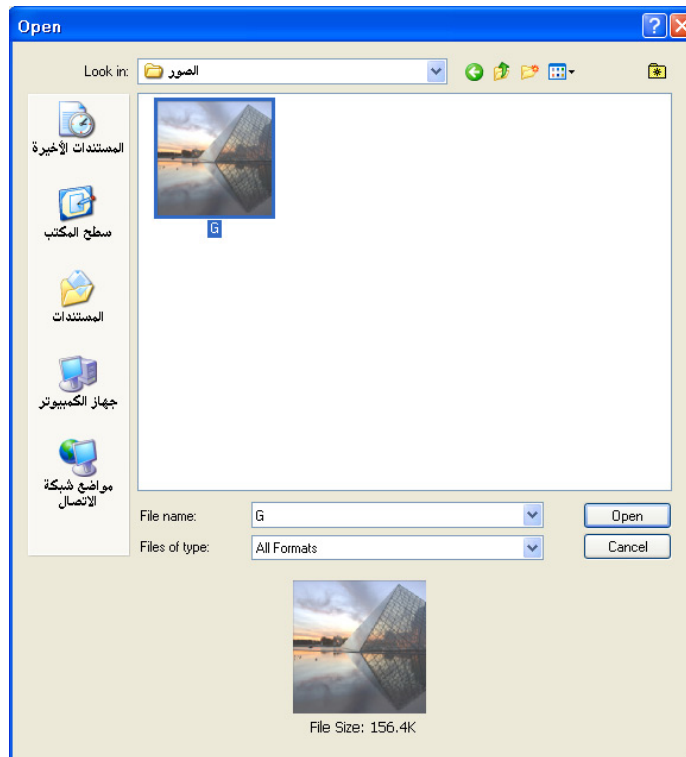 Open
Look in:
الصور
المستندات الأخيرة
سطح المكتب
المستندات
جهاز الكمبيوتر
مواضع شبكة
الاتصال
G
File name:
G
Open
Files of type:
All Formats
Cancel
File Size: 156.4K